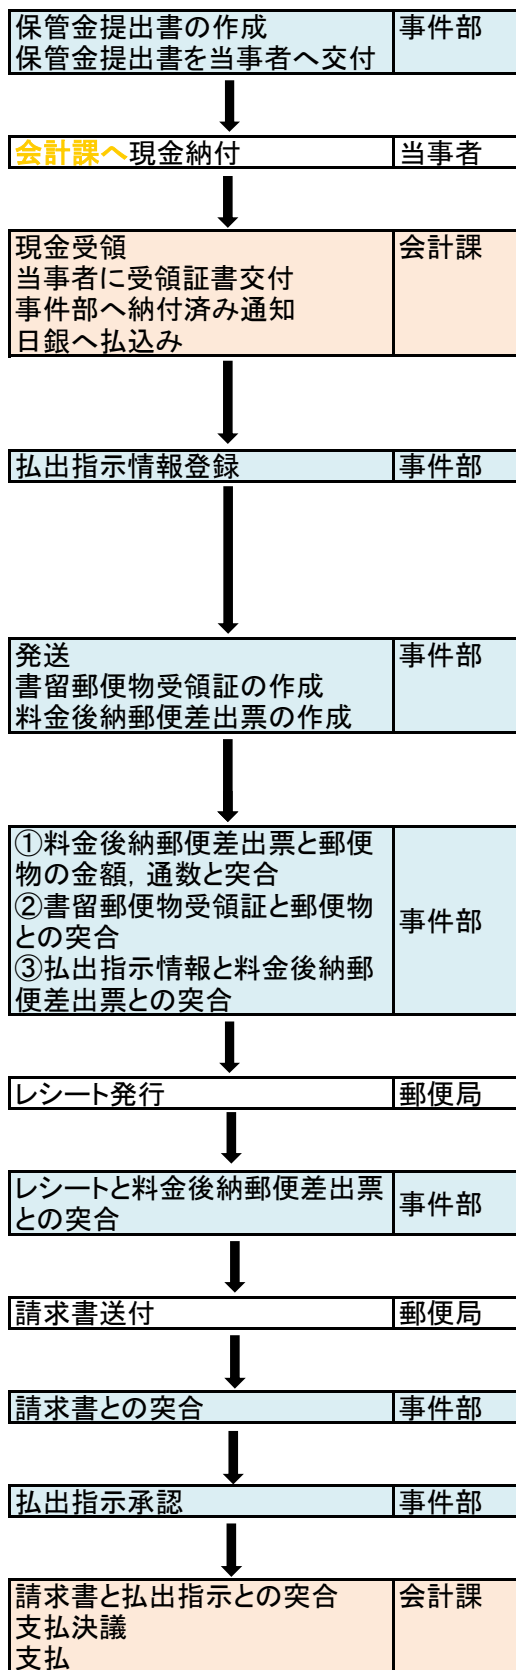 保管金提出書の作成 事件部
保管金提出書を当事者へ交付
会計課へ現金納付 当事者
現金受領 会計課
当事者に受領証書交付
事件部へ納付済み通知
日銀へ払込み
払出指示情報登録 事件部
発送 事件部
書留郵便物受領証の作成
料金後納郵便差出票の作成
①料金後納郵便差出票と郵便
物の金額，通数と突合
②書留郵便物受領証と郵便物
との突合
③払出指示情報と料金後納郵
便差出票との突合
事件部
レシート発行 郵便局
レシートと料金後納郵便差出票
との突合
事件部
請求書送付 郵便局
請求書との突合 事件部
払出指示承認 事件部
請求書と払出指示との突合 会計課
支払決議
支払